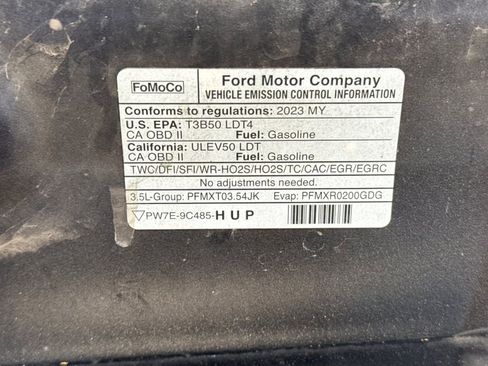 FoMoCo
Ford Motor Company
VEHICLE EMISSION CONTROL INFORMATION
Conforms to regulations: 2023 MY
U.S. EPA: T3B50 LDT4
CA OBD II Fuel: Gasoline
California: ULEV50 LDT
CA OBD II Fuel: Gasoline
TWC/DFI/SFI/WR-HO2S/HO2S/TC/CAC/EGR/EGRC
No adjustments needed.
3.5L-Group: PFMXT03.54JK Evap: PFMXR0200GDG
PW7E-9C485-HUP